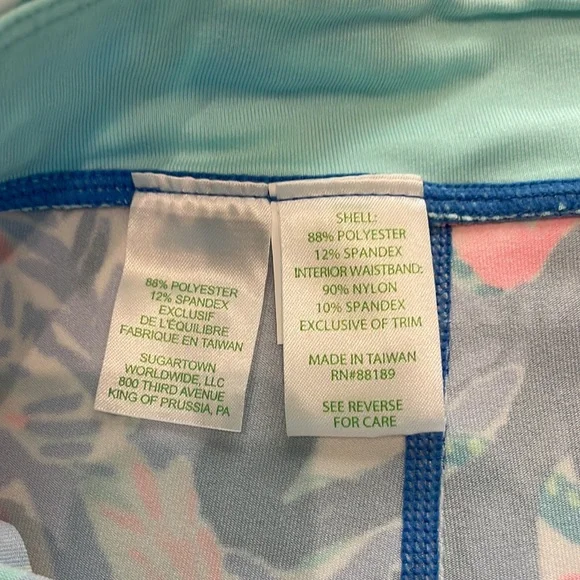 88% POLYESTER
12% SPANDEX
EXCLUSIF
DE L'ÉQUILIBRE
FABRIQUE EN TAIWAN
SUGARTOWN
WORLDWIDE, LLC
800 THIRD AVENUE
KING OF PRUSSIA, PA
SHELL:
88% POLYESTER
12% SPANDEX
INTERIOR WAISTBAND:
90% NYLON
10% SPANDEX
EXCLUSIVE OF TRIM
MADE IN TAIWAN
RN#88189
SEE REVERSE
FOR CARE